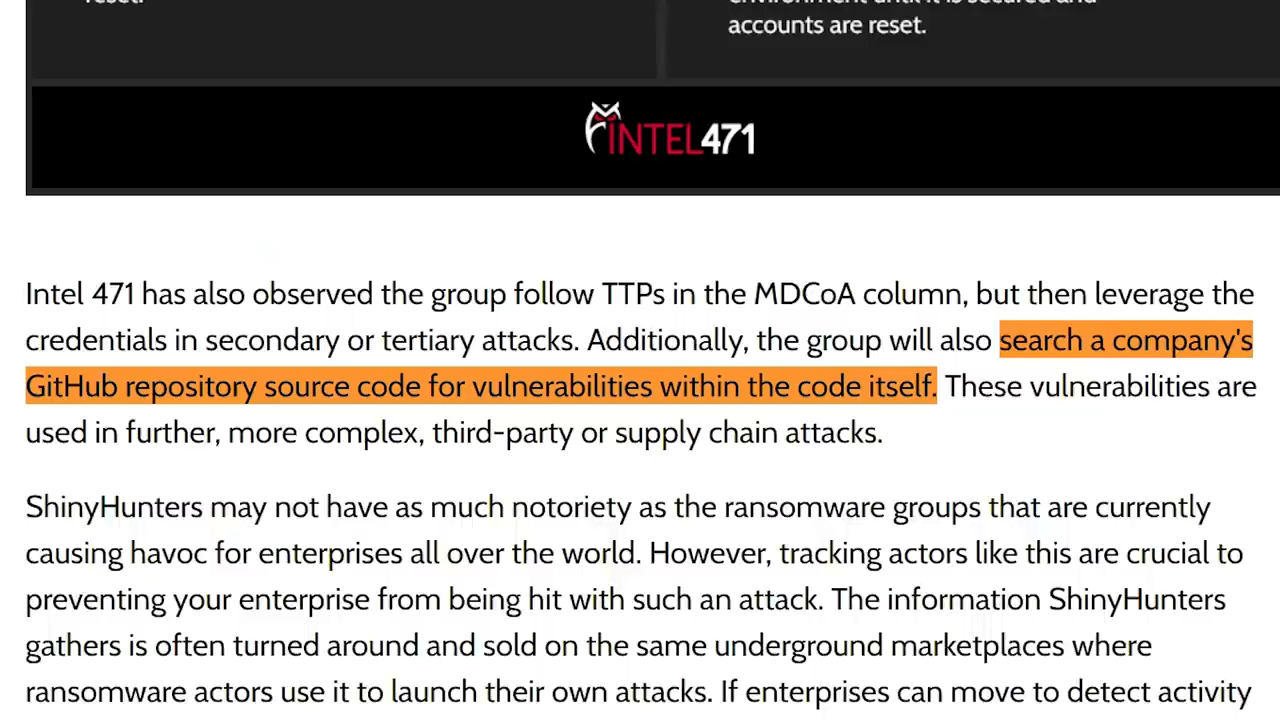 environment until it is secured and
reset.
accounts are reset.
INTEL471
Intel 471 has also observed the group follow TTPs in the MDCoA column, but then leverage the
credentials in secondary or tertiary attacks. Additionally, the group will also search a company's
GitHub repository source code for vulnerabilities within the code itself. These vulnerabilities are
used in further, more complex, third-party or supply chain attacks.
ShinyHunters may not have as much notoriety as the ransomware groups that are currently
causing havoc for enterprises all over the world. However, tracking actors like this are crucial to
preventing your enterprise from being hit with such an attack. The information ShinyHunters
gathers is often turned around and sold on the same underground marketplaces where
ransomware actors use it to launch their own attacks. If enterprises can move to detect activity